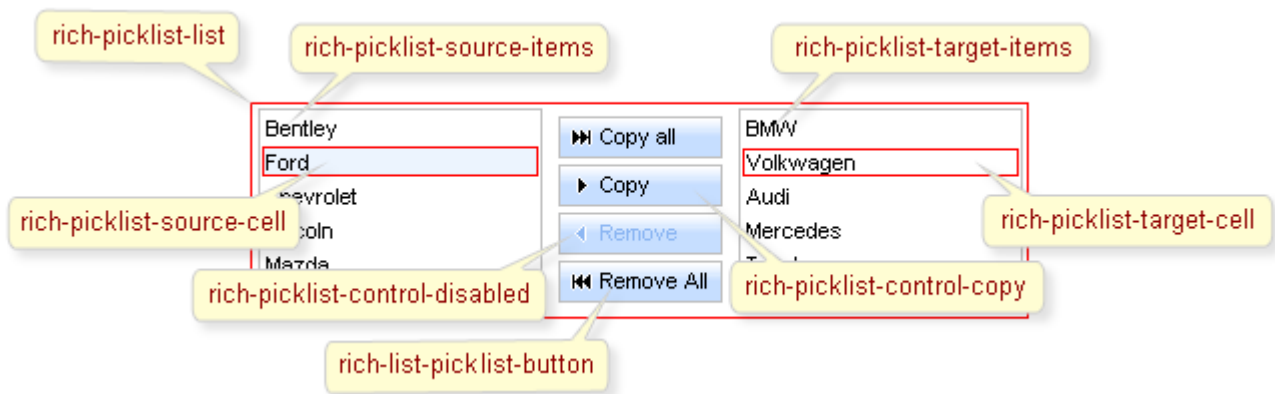 rich-picklist-list
rich-picklist-source-items
rich-picklist-target-items
Bentley
Copy all
BMW
Ford
Volkwagen
Copy
Audi
rich-picklist-source-cell
rich-picklist-target-cell
Remove
Mercedes
Mazda
rich-picklist-control-disabled
Remove All
rich-picklist-control-copy
rich-list-picklist-button